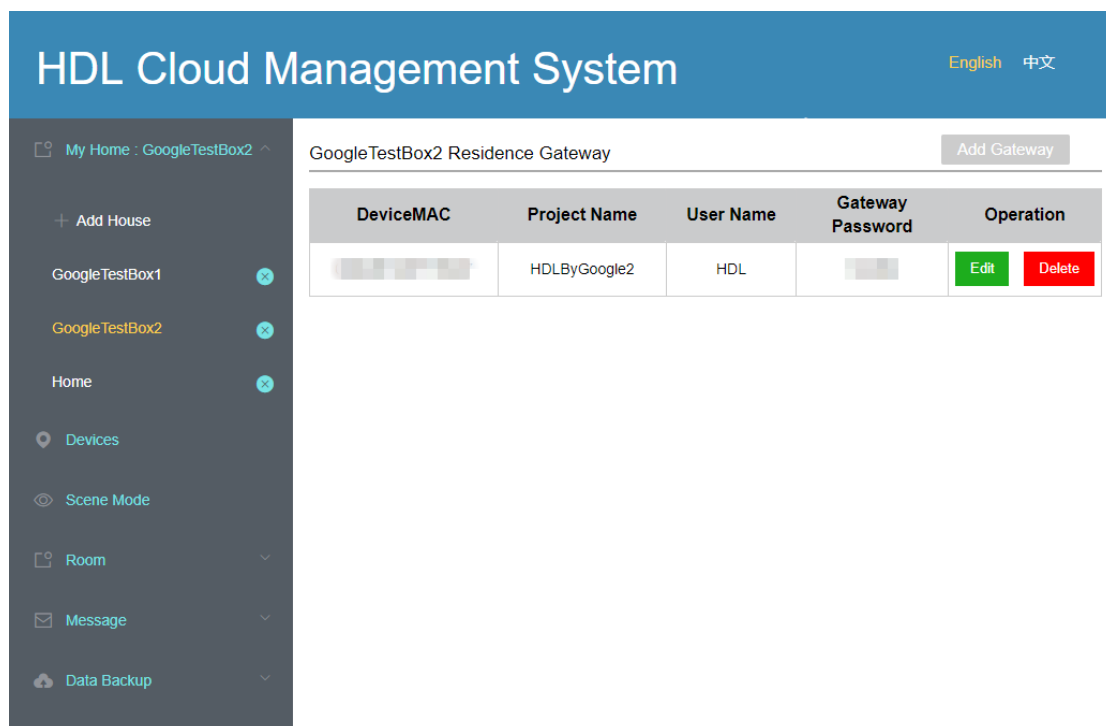 HDL Cloud Management System
English 中文
My Home : GoogleTestBox2
Add House
GoogleTestBox1
GoogleTestBox2
Home
Devices
Scene Mode
Room
Message
Data Backup
GoogleTestBox2 Residence Gateway
Add Gateway
DeviceMAC Project Name User Name Gateway Password Operation
HDLByGoogle2 HDL Edit Delete